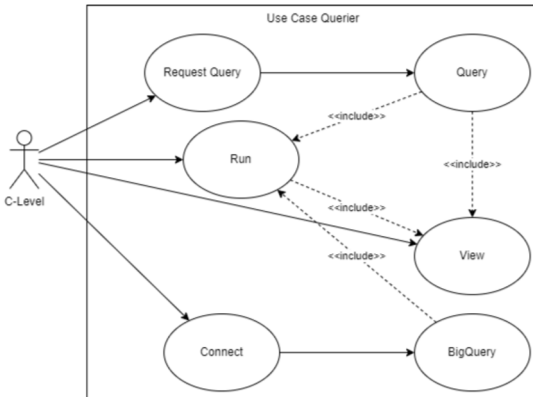 Use Case Querier
Request Query
Query
<<include>>
Run
<<include>>
C-Level
<<include>>
<<include>>
View
Connect
BigQuery